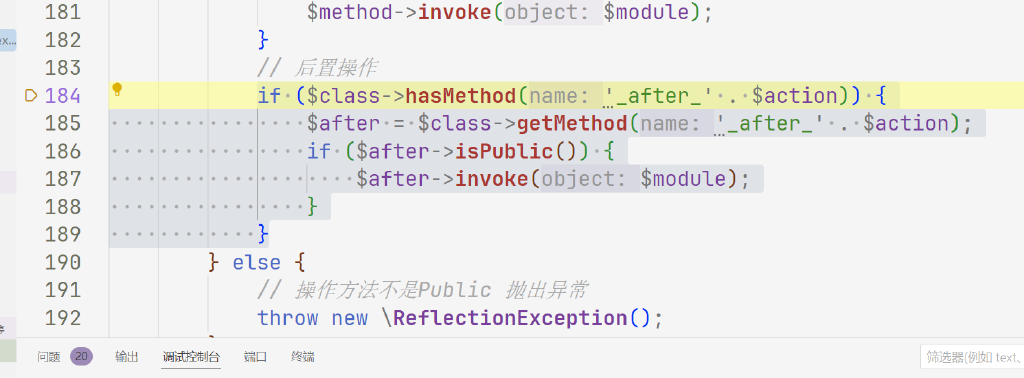 181 $method->invoke(object: $module);
182 }
183 // 后置操作
184 if ($class->hasMethod(name: '_after_' . $action)) {
185 $after = $class->getMethod(name: '_after_' . $action);
186 if ($after->isPublic()) {
187 $after->invoke(object: $module);
188 }
189 }
190 } else {
191 // 操作方法不是Public 抛出异常
192 throw new \ReflectionException();
问题 20 输出 调试控制台 端口 终端 筛选器(例如 text、